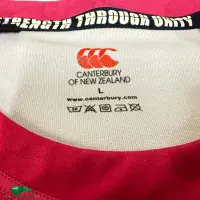 STRENGTH THROUGH UNITY
CANTERBURY
OF NEW ZEALAND
L
www.canterbury.com